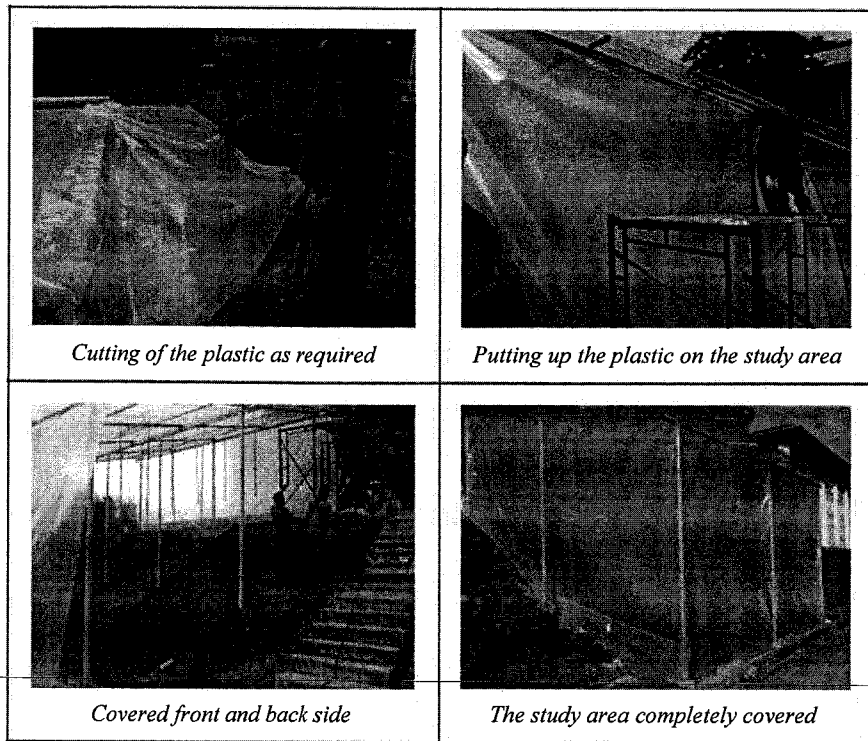 Cutting of the plastic as required
Putting up the plastic on the study area
Covered front and back side
The study area completely covered